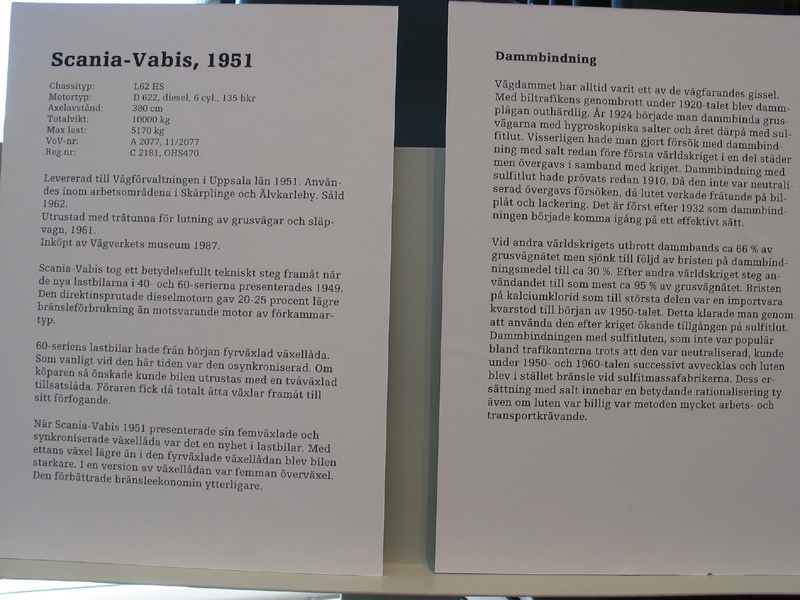 Scania-Vabis, 1951
Chassityp: L62 HS
Motortyp: D 622, diesel, 6 cyl., 135 hkr
Axelavstånd: 380 cm
Totalvikt: 10000 kg
Max last: 5170 kg
VoV-nr: A 2077, 11/2077
Reg.nr: C 2181, OHS470.
Levererad till Vägförvaltningen i Uppsala län 1951. Använ-
des inom arbetsområdena i Skärplinge och Älvkarleby. Såld
1962.
Utrustad med trätunna för lutning av grusvägar och släp-
vagn, 1961.
Inköpt av Vägverkets museum 1987.
Scania-Vabis tog ett betydelsefullt tekniskt steg framåt när
de nya lastbilarna i 40- och 60-serierna presenterades 1949.
Den direktinsprutade dieselmotorn gav 20-25 procent lägre
bränsleförbrukning än motsvarande motor av förkammar-
typ.
60-seriens lastbilar hade från början fyrväxlad växellåda.
Som vanligt vid den här tiden var den osynkroniserad. Om
köparen så önskade kunde bilen utrustas med en tvåväxlad
tillsatslåda. Föraren fick då totalt åtta växlar framåt till
sitt förfogande.
När Scania-Vabis 1951 presenterade sin femväxlade och
synkroniserade växellåda var det en nyhet i lastbilar. Med
ettans växel lägre än i den fyrväxlade växellådan blev bilen
starkare. I en version av växellådan var femman överväxel.
Den förbättrade bränsleekonomin ytterligare.
Dammbindning
Vägdammet har alltid varit ett av de vägfarandes gissel.
Med biltrafikens genombrott under 1920-talet blev damm-
plågan outhärdlig. År 1924 började man dammbinda grus-
vägarna med hygroskopiska salter och året därpå med sul-
fitlut. Visserligen hade man gjort försök med dammbind-
ning med salt redan före första världskriget i en del städer
men övergavs i samband med kriget. Dammbindning med
sulfitlut hade prövats redan 1910. Då den inte var neutrali-
serad övergavs försöken, då lutet verkade frätande på bil-
plåt och lackering. Det är först efter 1932 som dammbind-
ningen började komma igång på ett effektivt sätt.
Vid andra världskrigets utbrott dammbands ca 66 % av
grusvägnätet men sjönk till följd av bristen på dammbind-
ningsmedel till ca 30 %. Efter andra världskriget steg an-
vändandet till som mest ca 95 % av grusvägnätet. Bristen
på kalciumklorid som till största delen var en importvara
kvarstod till början av 1950-talet. Detta klarade man genom
att använda den efter kriget ökande tillgången på sulfitlut.
Dammbindningen med sulfitluten, som inte var populär
bland trafikanterna trots att den var neutraliserad, kunde
under 1950- och 1960-talen successivt avvecklas och luten
blev i stället bränsle vid sulfitmassafabrikerna. Dess er-
sättning med salt innebar en betydande rationalisering ty
även om luten var billig var metoden mycket arbets- och
transportkrävande.